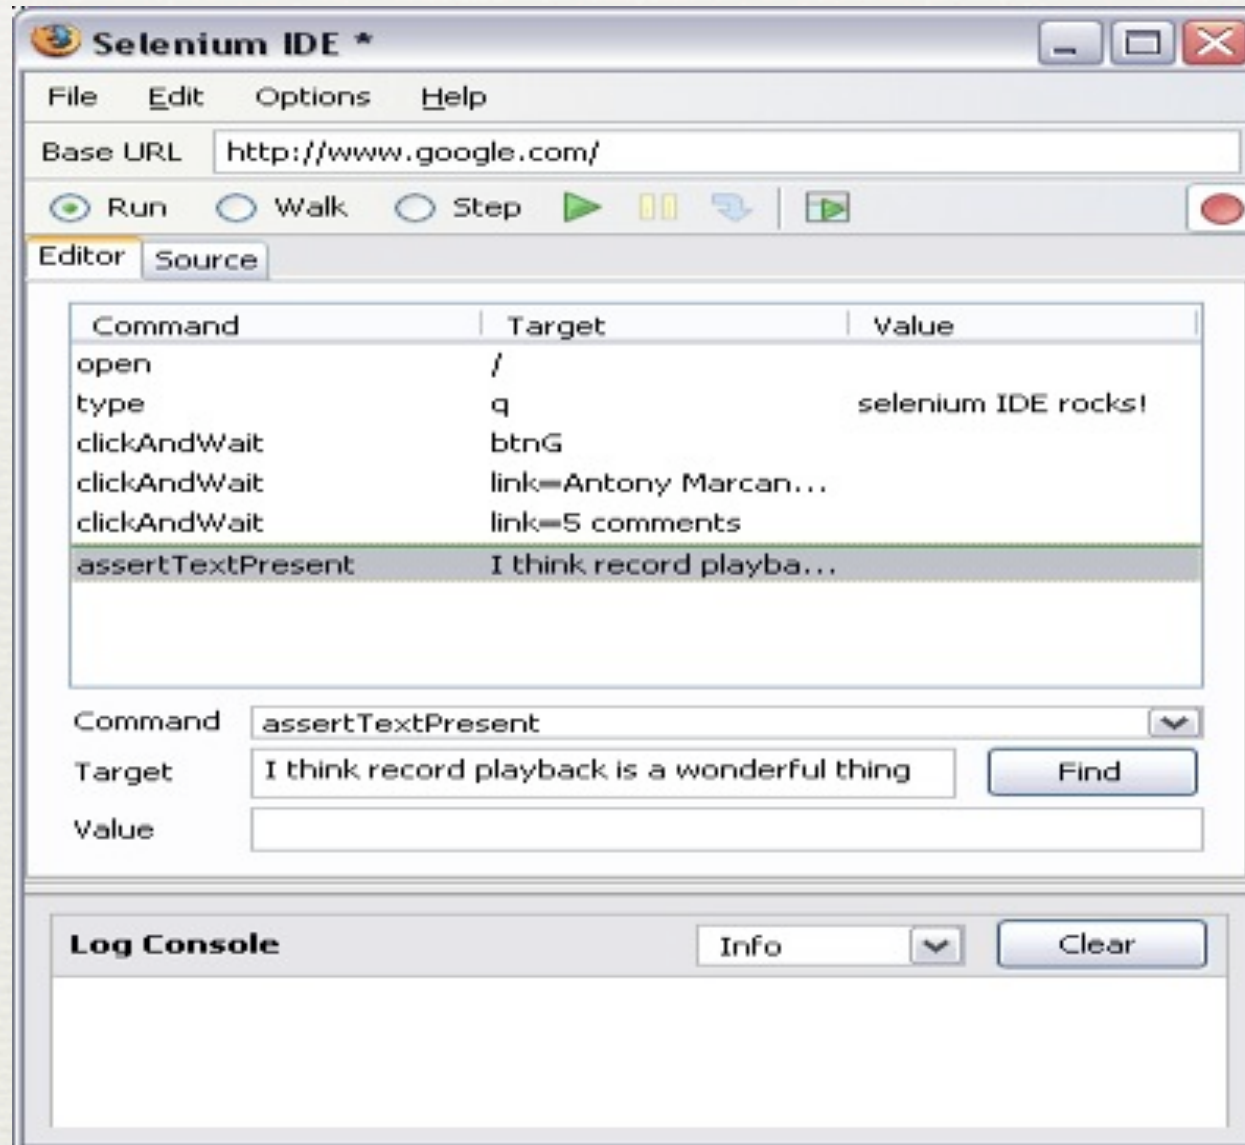 Selenium IDE *
File Edit Options Help
Base URL http://www.google.com/
Run Walk Step
Editor Source
Command Target Value
open /
type q selenium IDE rocks!
clickAndWait btnG
clickAndWait link=Antony Marcan...
clickAndWait link=5 comments
assertTextPresent I think record playba...
Command assertTextPresent
Target I think record playback is a wonderful thing Find
Value
Log Console Info Clear